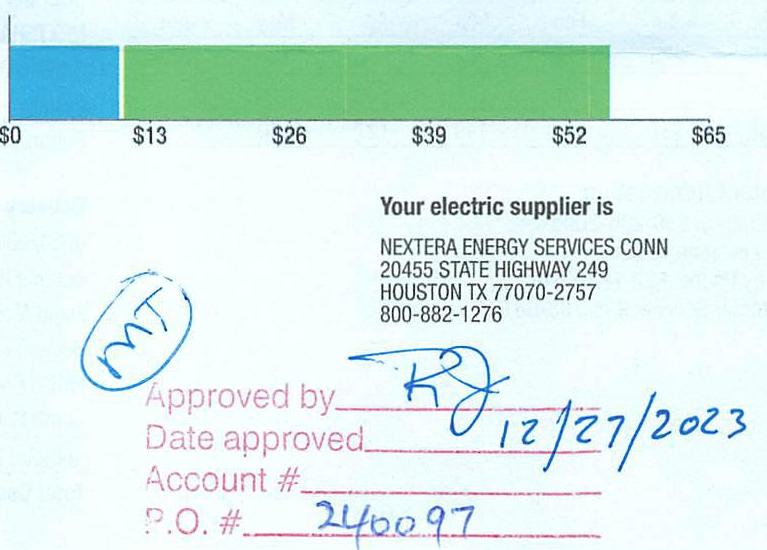 $0 $13 $26 $39 $52 $65
Your electric supplier is
NEXTERA ENERGY SERVICES CONN
20455 STATE HIGHWAY 249
HOUSTON TX 77070-2757
800-882-1276
MT
Approved by RJ
Date approved 12/27/2023
Account #
P.O. # 240097